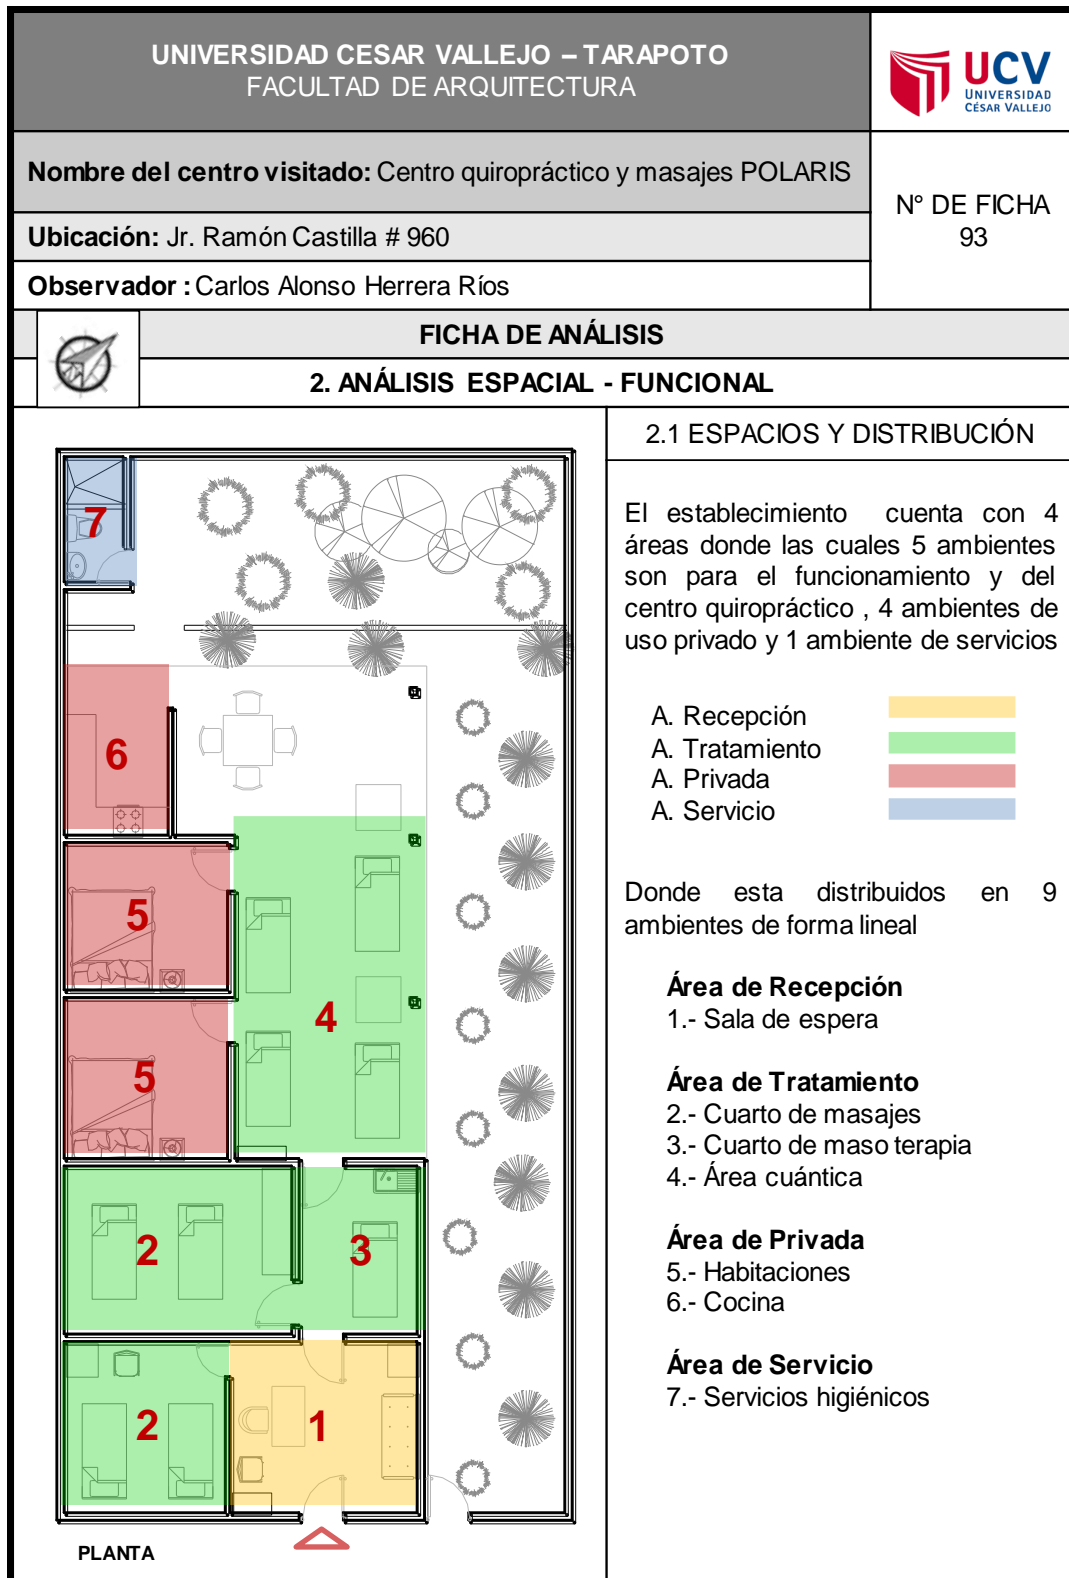 UNIVERSIDAD CESAR VALLEJO – TARAPOTO
FACULTAD DE ARQUITECTURA
UCV
UNIVERSIDAD
CÉSAR VALLEJO
Nombre del centro visitado: Centro quiropráctico y masajes POLARIS
Ubicación: Jr. Ramón Castilla # 960
Observador : Carlos Alonso Herrera Ríos
N° DE FICHA
93
FICHA DE ANÁLISIS
2. ANÁLISIS ESPACIAL - FUNCIONAL
7
6
5
4
5
2
3
2
1
PLANTA
2.1 ESPACIOS Y DISTRIBUCIÓN
El establecimiento cuenta con 4
áreas donde las cuales 5 ambientes
son para el funcionamiento y del
centro quiropráctico , 4 ambientes de
uso privado y 1 ambiente de servicios
A. Recepción
A. Tratamiento
A. Privada
A. Servicio
Donde esta distribuidos en 9
ambientes de forma lineal
Área de Recepción
1.- Sala de espera
Área de Tratamiento
2.- Cuarto de masajes
3.- Cuarto de maso terapia
4.- Área cuántica
Área de Privada
5.- Habitaciones
6.- Cocina
Área de Servicio
7.- Servicios higiénicos